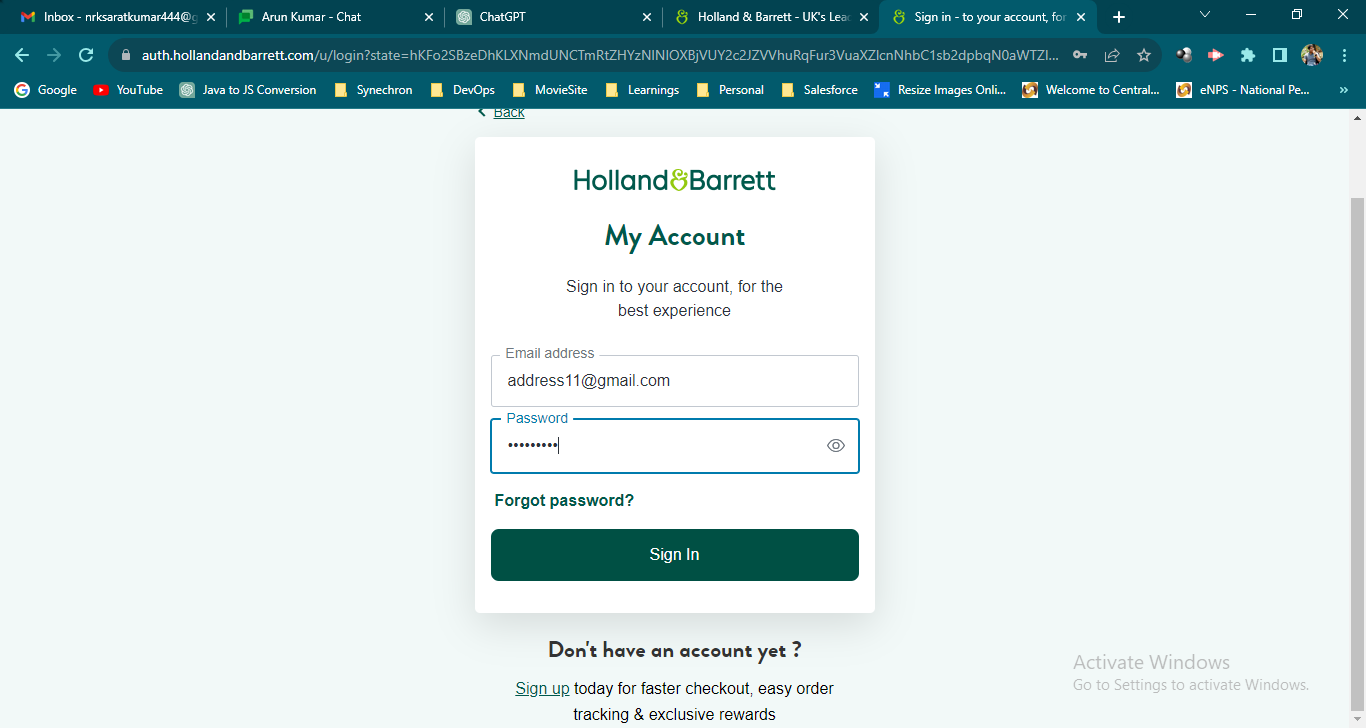 Inbox - nrksaratkumar444@g
Arun Kumar - Chat
ChatGPT
Holland & Barrett - UK's Lea
Sign in - to your account, for
auth.hollandandbarrett.com/u/login?state=hKFo2SBzeDhKLXNmdUNCTmRtZHYzNlNlOXBjVUY2c2JZVVhuRqFur3VuaXZlcnNhbC1sb2dpbqN0aWTZI...
Google
YouTube
Java to JS Conversion
Synechron
DevOps
MovieSite
Learnings
Personal
Salesforce
Resize Images Onli...
Welcome to Central...
eNPS - National Pe...
»
Back
Holland&Barrett
My Account
Sign in to your account, for the
best experience
Email address
address11@gmail.com
Password
•••••••••
Forgot password?
Sign In
Don't have an account yet ?
Sign up today for faster checkout, easy order
tracking & exclusive rewards
Activate Windows
Go to Settings to activate Windows.